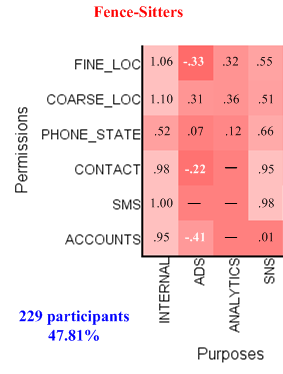 Fence-Sitters
Permissions
FINE_LOC 1.06 -.33 .32 .55
COARSE_LOC 1.10 .31 .36 .51
PHONE_STATE .52 .07 .12 .66
CONTACT .98 -.22 — .95
SMS 1.00 — — .98
ACCOUNTS .95 -.41 — .01
INTERNAL ADS ANALYTICS SNS
229 participants
47.81%
Purposes